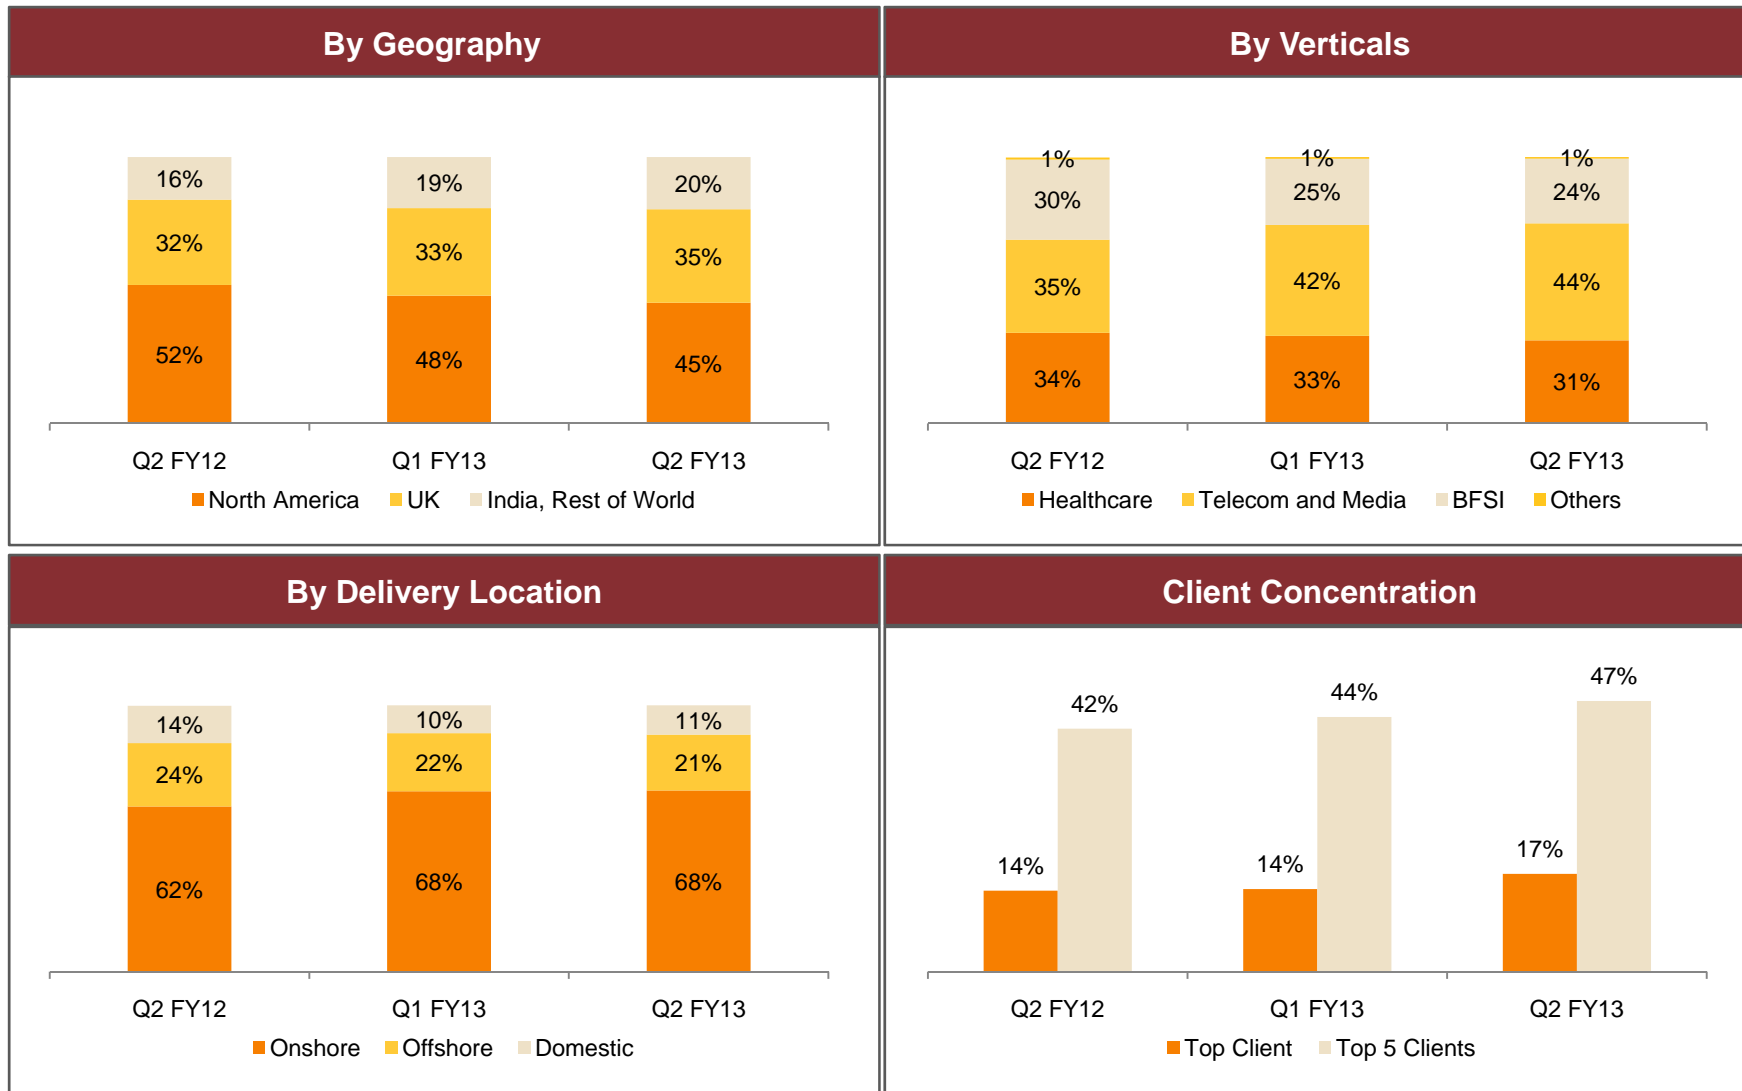 By Geography
16% 19% 20%
32% 33% 35%
52% 48% 45%
Q2 FY12 Q1 FY13 Q2 FY13
North America UK India, Rest of World
By Verticals
1% 1% 1%
30% 25% 24%
35% 42% 44%
34% 33% 31%
Q2 FY12 Q1 FY13 Q2 FY13
Healthcare Telecom and Media BFSI Others
By Delivery Location
14% 10% 11%
24% 22% 21%
62% 68% 68%
Q2 FY12 Q1 FY13 Q2 FY13
Onshore Offshore Domestic
Client Concentration
42% 44% 47%
14% 14% 17%
Q2 FY12 Q1 FY13 Q2 FY13
Top Client Top 5 Clients